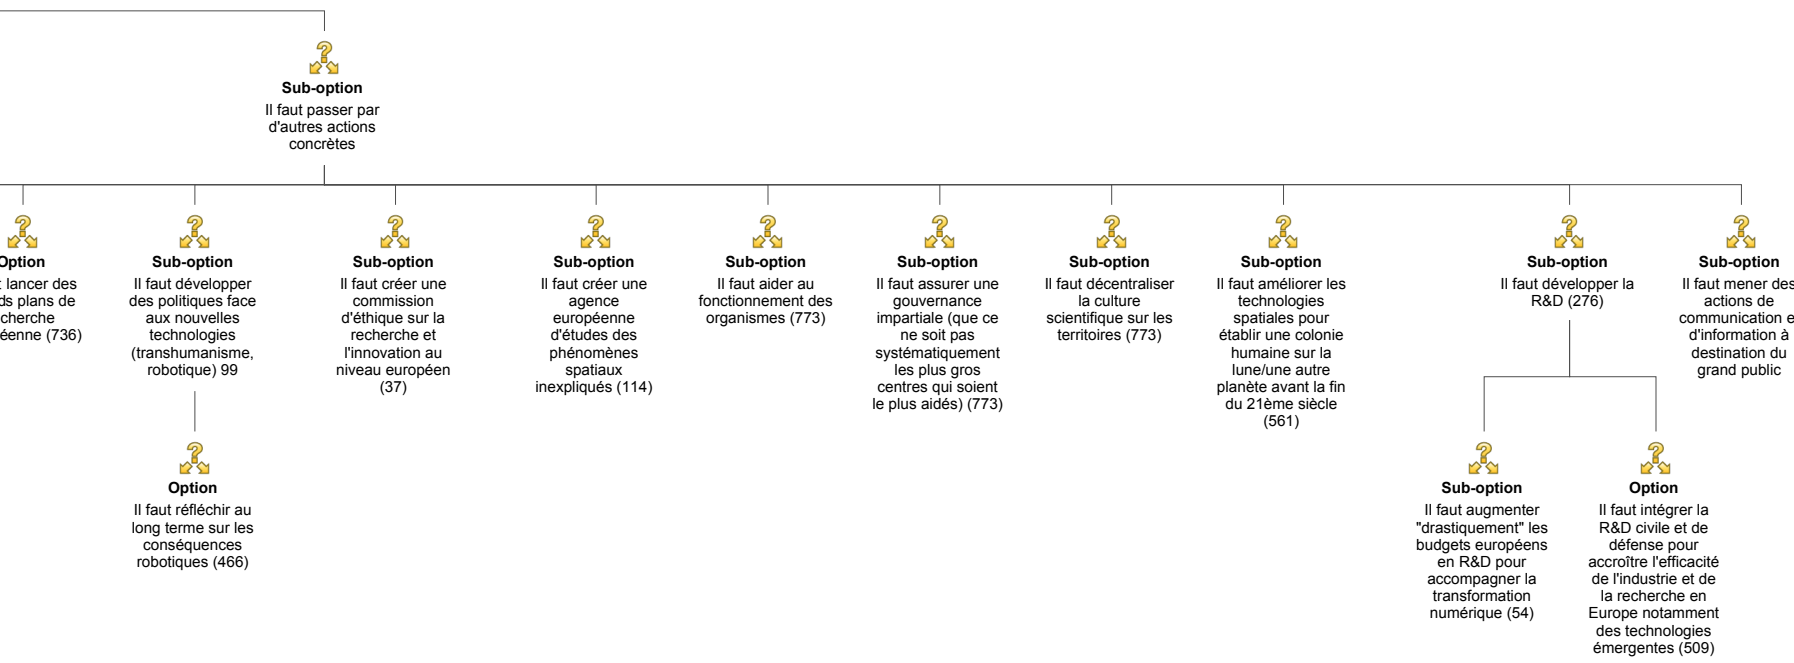 Sub-option
Il faut passer par
d'autres actions
concrètes
Option
lancer des
plans de
(736)
Sub-option
Il faut développer
des politiques face
aux nouvelles
technologies
(transhumanisme,
robotique) 99
Sub-option
Il faut créer une
commission
d'éthique sur la
recherche et
l'innovation au
niveau européen
(37)
Sub-option
Il faut créer une
agence
européenne
d'études des
phénomènes
spatiaux
inexpliqués (114)
Sub-option
Il faut aider au
fonctionnement des
organismes (773)
Sub-option
Il faut assurer une
gouvernance
impartiale (que ce
ne soit pas
systématiquement
les plus gros
centres qui soient
le plus aidés) (773)
Sub-option
Il faut décentraliser
la culture
scientifique sur les
territoires (773)
Sub-option
Il faut améliorer les
technologies
spatiales pour
établir une colonie
humaine sur la
lune/une autre
planète avant la fin
du 21ème siècle
(561)
Sub-option
Il faut développer la
R&D (276)
Sub-option
Il faut mener des
actions de
communication e
d'information à
destination du
grand public
Option
Il faut réfléchir au
long terme sur les
conséquences
robotiques (466)
Sub-option
Il faut augmenter
"drastiquement" les
budgets européens
en R&D pour
accompagner la
transformation
numérique (54)
Option
Il faut intégrer la
R&D civile et de
défense pour
accroître l'efficacité
de l'industrie et de
la recherche en
Europe notamment
des technologies
émergentes (509)